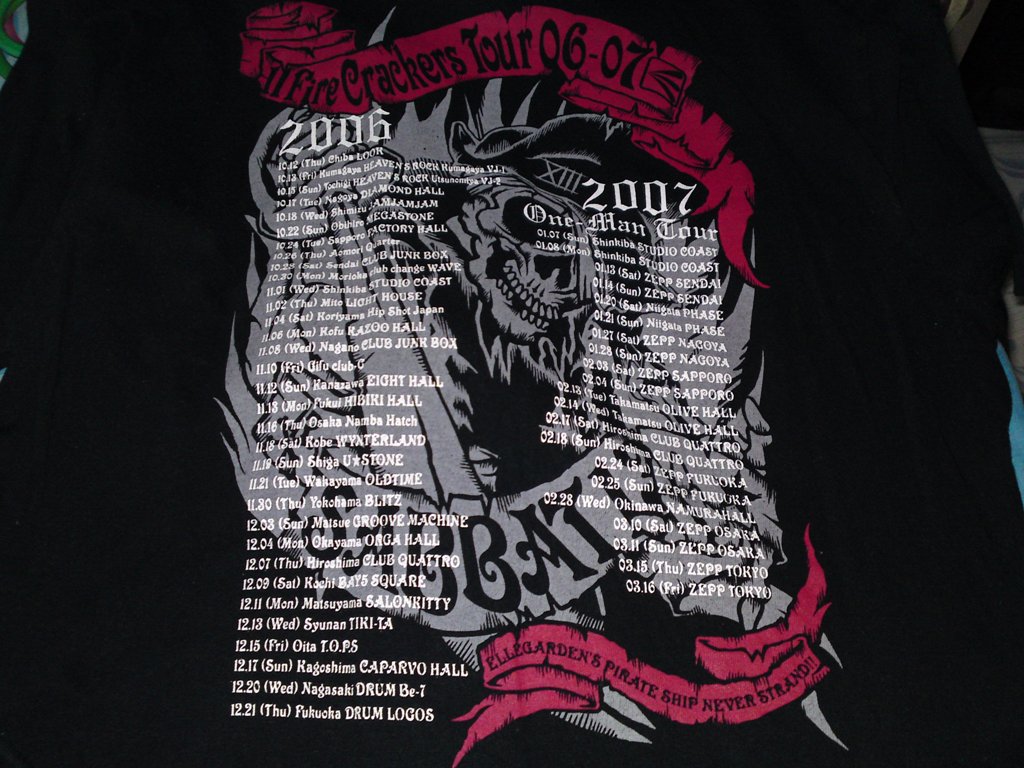 11 Fire Crackers Tour 06-07
2006
10.12 (Thu) Chiba LOOK
10.13 (Fri) Kumagaya HEAVEN'S ROCK Kumagaya VJ-1
10.15 (Sun) Tochigi HEAVEN'S ROCK Utsunomiya VJ-2
10.17 (Tue) Nagoya DIAMOND HALL
10.18 (Wed) Shimizu JAMJAMJAM
10.22 (Sun) Obihiro MEGASTONE
10.24 (Tue) Sapporo FACTORY HALL
10.26 (Thu) Aomori Quarter
10.28 (Sat) Sendai CLUB JUNK BOX
10.30 (Mon) Morioka club change WAVE
11.01 (Wed) Shinkiba STUDIO COAST
11.02 (Thu) Mito LIGHT HOUSE
11.04 (Sat) Koriyama Hip Shot Japan
11.06 (Mon) Kofu KAZOO HALL
11.08 (Wed) Nagano CLUB JUNK BOX
11.10 (Fri) Gifu club-G
11.12 (Sun) Kanazawa EIGHT HALL
11.13 (Mon) Fukui HIBIKI HALL
11.16 (Thu) Osaka Namba Hatch
11.18 (Sat) Kobe WYNTERLAND
11.19 (Sun) Shiga U★STONE
11.21 (Tue) Wakayama OLDTIME
11.30 (Thu) Yokohama BLITZ
12.03 (Sun) Matsue GROOVE MACHINE
12.04 (Mon) Okayama ORGA HALL
12.07 (Thu) Hiroshima CLUB QUATTRO
12.09 (Sat) Kochi BAY5 SQUARE
12.11 (Mon) Matsuyama SALONKITTY
12.13 (Wed) Syunan TIKI-TA
12.15 (Fri) Oita T.O.P.S
12.17 (Sun) Kagoshima CAPARVO HALL
12.20 (Wed) Nagasaki DRUM Be-7
12.21 (Thu) Fukuoka DRUM LOGOS
XIII
2007
One-Man Tour
01.07 (Sun) Shinkiba STUDIO COAST
01.08 (Mon) Shinkiba STUDIO COAST
01.13 (Sat) ZEPP SENDAI
01.14 (Sun) ZEPP SENDAI
01.20 (Sat) Niigata PHASE
01.21 (Sun) Niigata PHASE
01.27 (Sat) ZEPP NAGOYA
01.28 (Sun) ZEPP NAGOYA
02.03 (Sat) ZEPP SAPPORO
02.04 (Sun) ZEPP SAPPORO
02.13 (Tue) Takamatsu OLIVE HALL
02.14 (Wed) Takamatsu OLIVE HALL
02.17 (Sat) Hiroshima CLUB QUATTRO
02.18 (Sun) Hiroshima CLUB QUATTRO
02.24 (Sat) ZEPP FUKUOKA
02.25 (Sun) ZEPP FUKUOKA
02.28 (Wed) Okinawa NAMURAHALL
03.10 (Sat) ZEPP OSAKA
03.11 (Sun) ZEPP OSAKA
03.15 (Thu) ZEPP TOKYO
03.16 (Fri) ZEPP TOKYO
ELLEGARDEN'S PIRATE SHIP NEVER STRAND!!